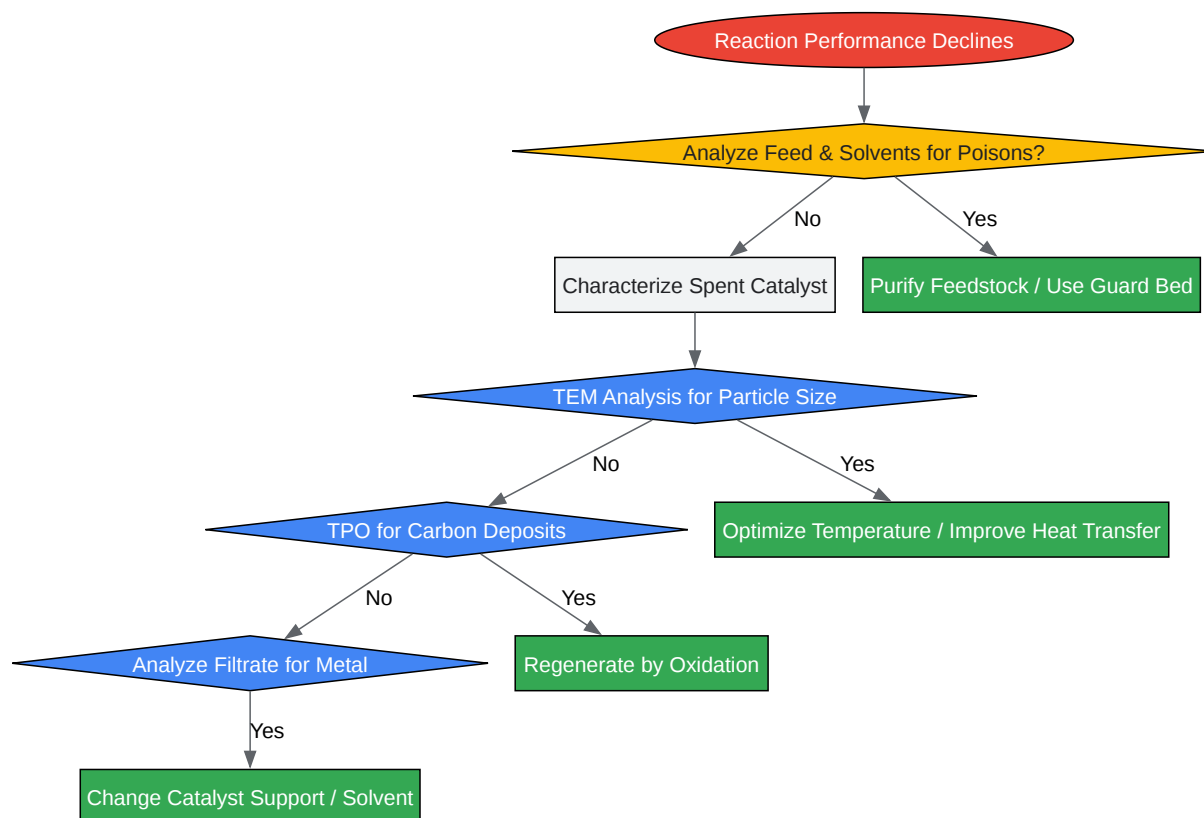 Reaction Performance Declines
Analyze Feed & Solvents for Poisons?
No
Yes
Characterize Spent Catalyst
Purify Feedstock / Use Guard Bed
TEM Analysis for Particle Size
No
Yes
TPO for Carbon Deposits
Optimize Temperature / Improve Heat Transfer
No
Yes
Analyze Filtrate for Metal
Regenerate by Oxidation
Yes
Change Catalyst Support / Solvent